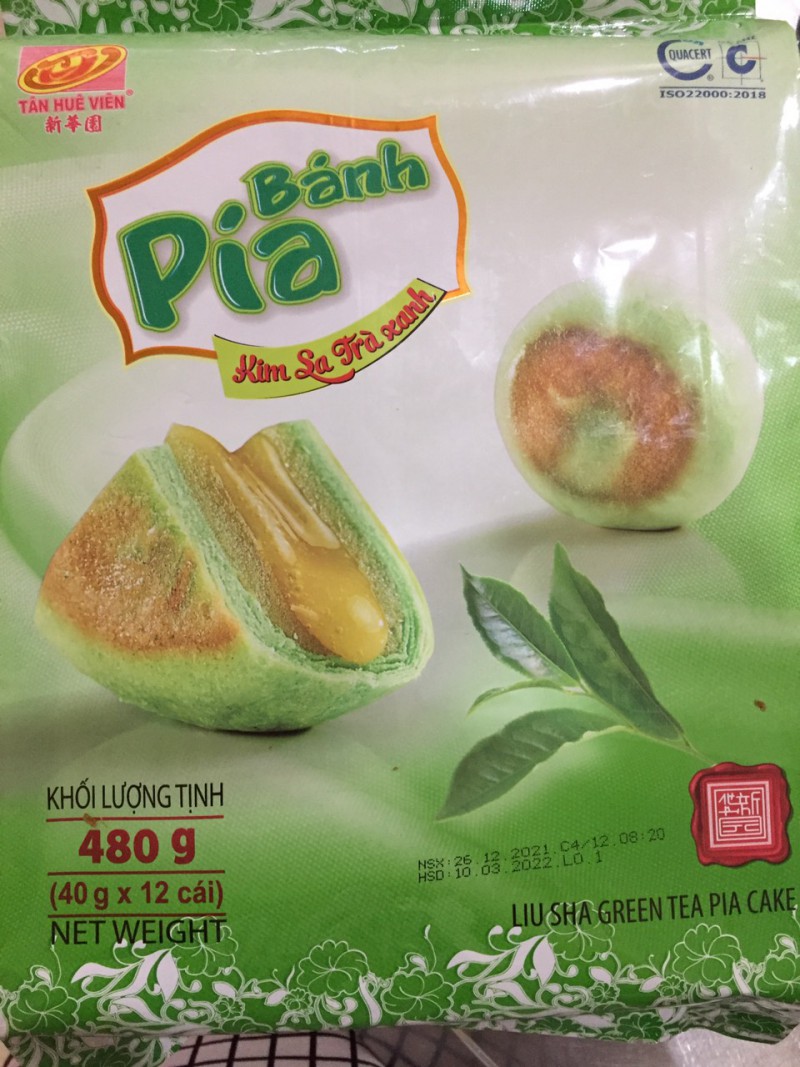 TÂN HUÊ VIÊN®
新華園
QUACERT
ISO22000:2018
Bánh
Pía
Kim Sa Trà xanh
KHỐI LƯỢNG TỊNH
480 g
(40 g x 12 cái)
NET WEIGHT
NSX:26.12.2021.C4/12.08:20
HSD:10.03.2022.LO.1
LIU SHA GREEN TEA PIA CAKE